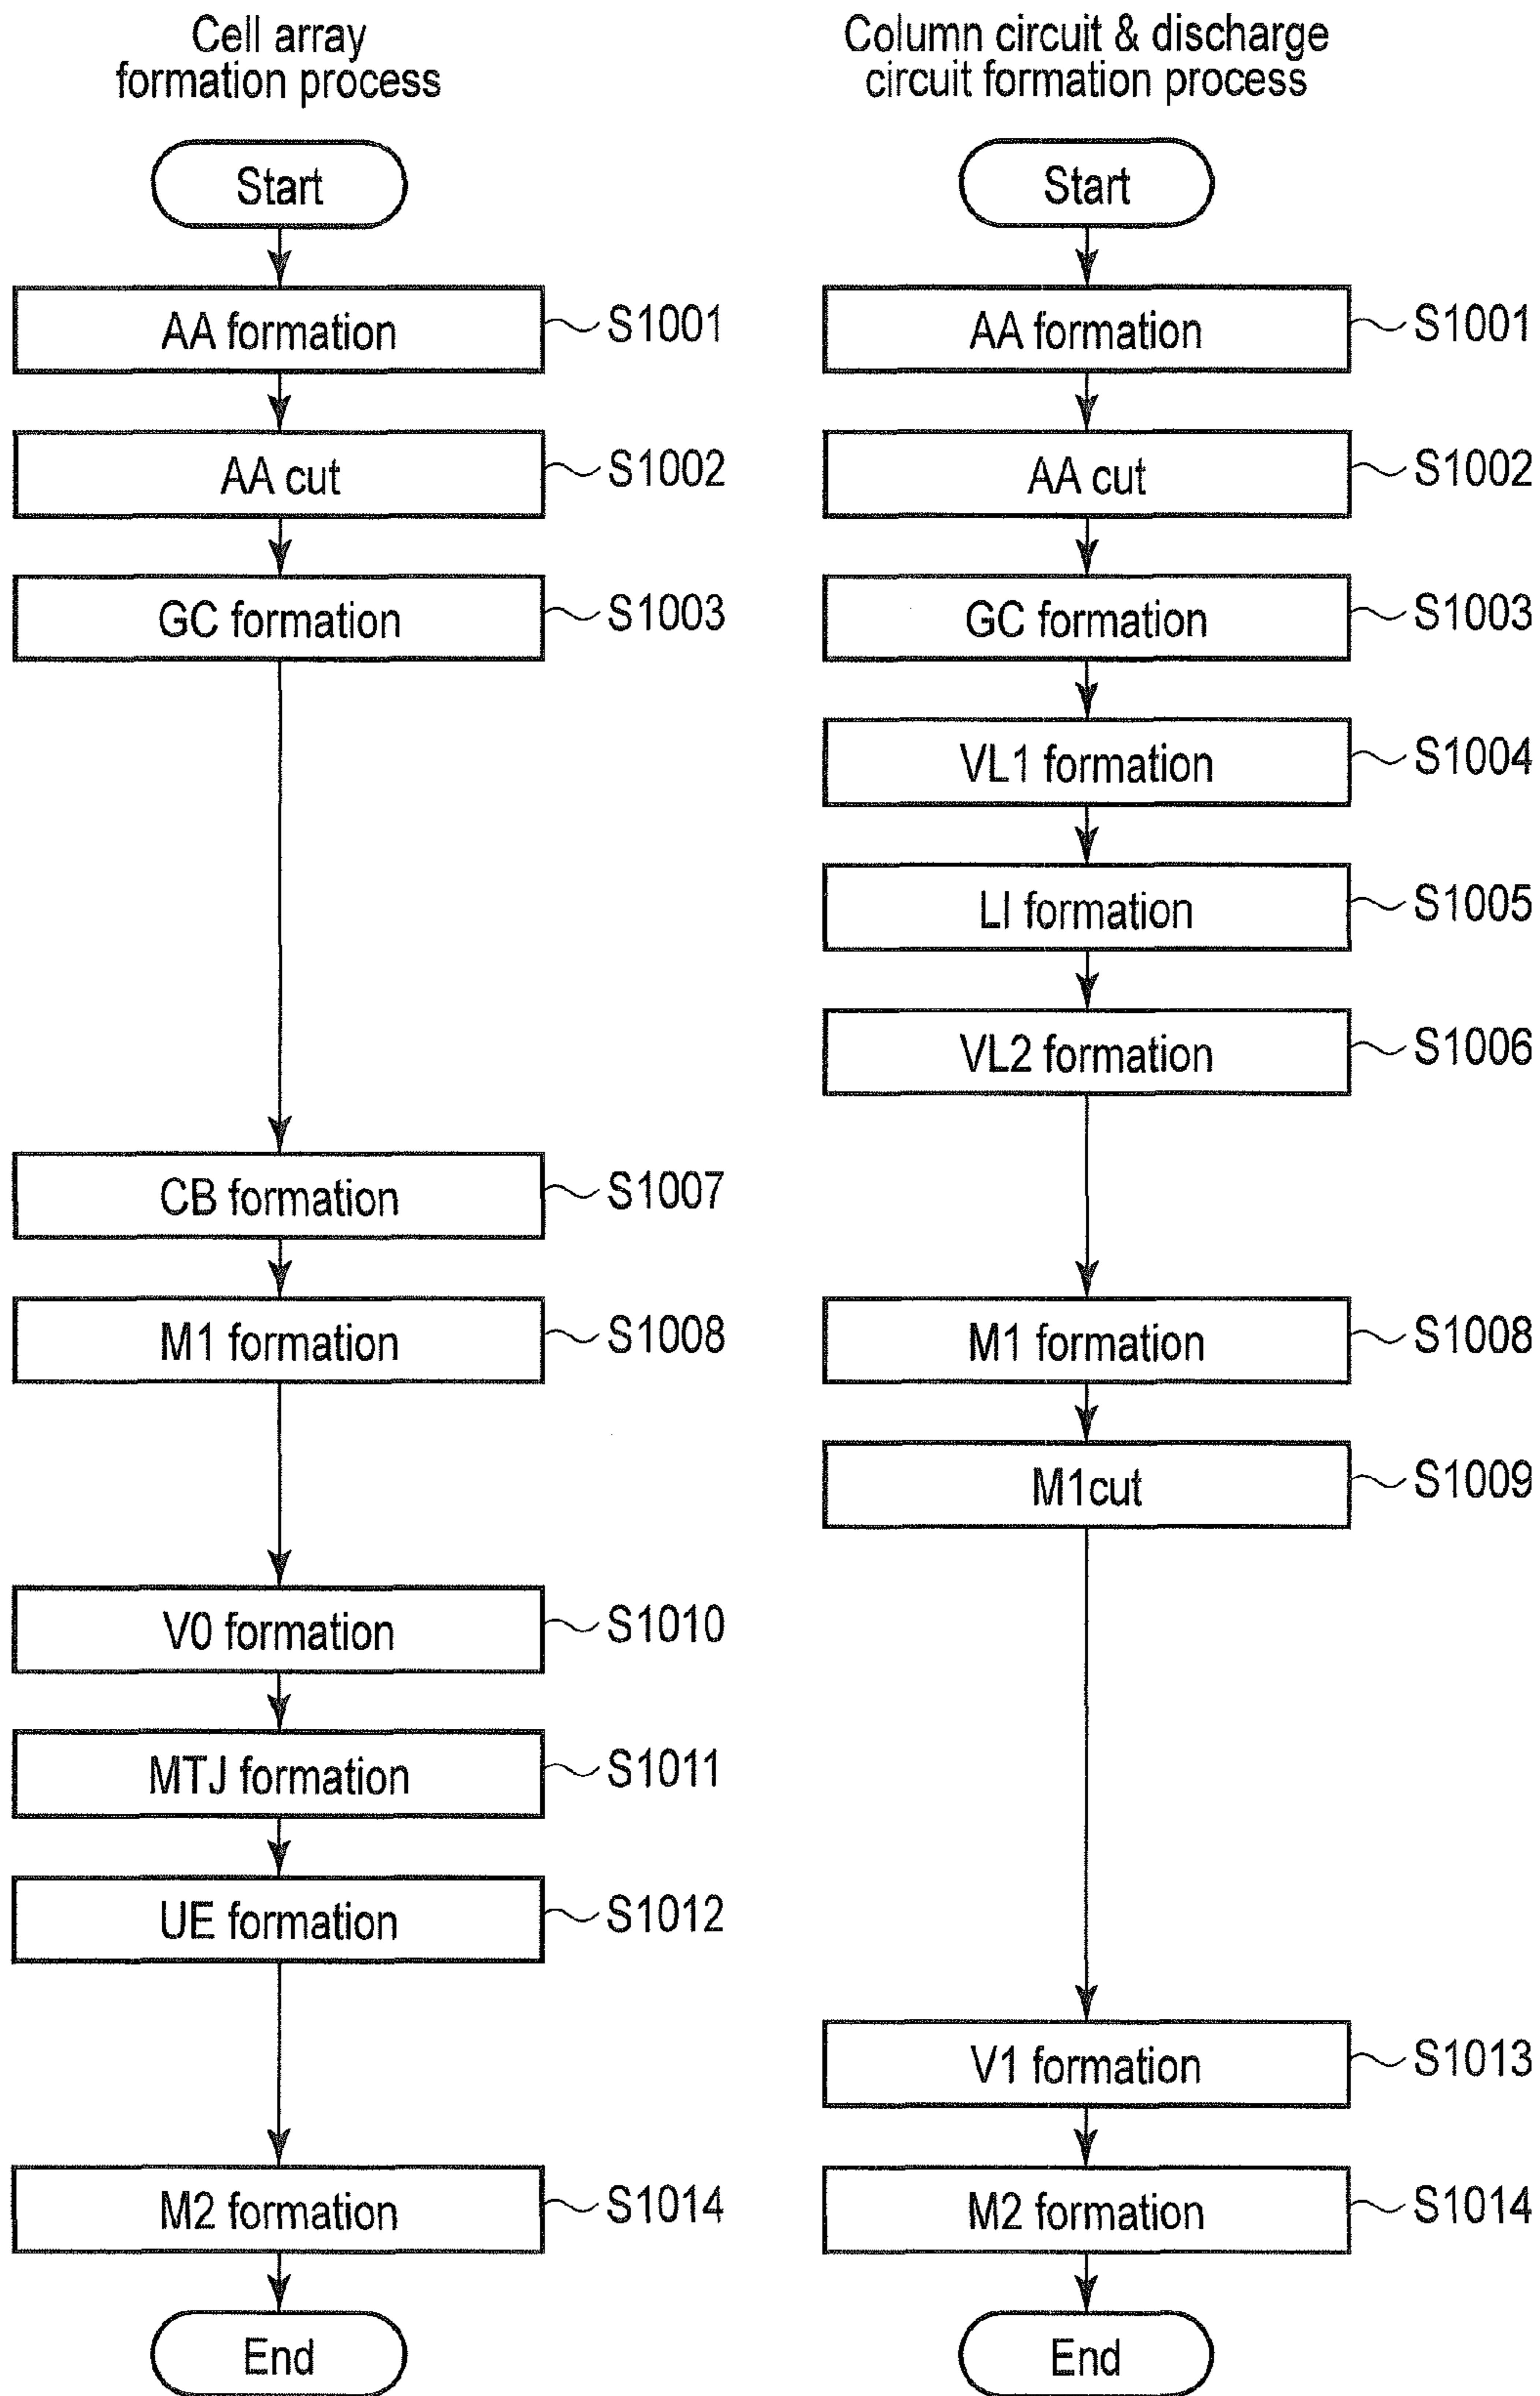 Cell array
formation process
Start
AA formation
S1001
AA cut
S1002
GC formation
S1003
CB formation
S1007
M1 formation
S1008
V0 formation
S1010
MTJ formation
S1011
UE formation
S1012
M2 formation
S1014
End
Column circuit & discharge
circuit formation process
Start
AA formation
S1001
AA cut
S1002
GC formation
S1003
VL1 formation
S1004
LI formation
S1005
VL2 formation
S1006
M1 formation
S1008
M1cut
S1009
V1 formation
S1013
M2 formation
S1014
End